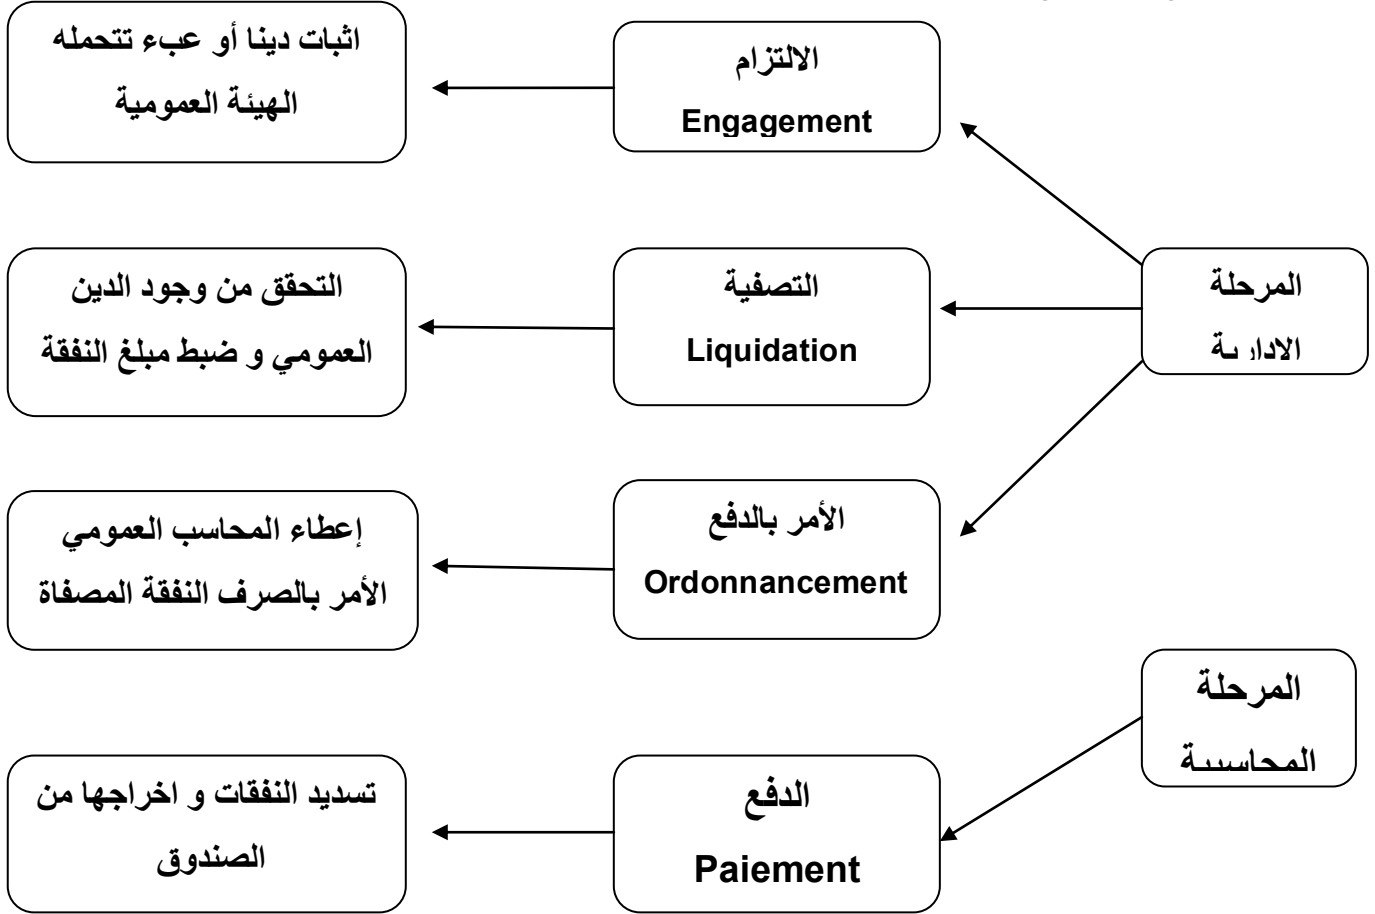 المرحلة
الادارية
الالتزام
Engagement
اثبات دينا أو عبء تتحمله
الهيئة العمومية
التصفية
Liquidation
التحقق من وجود الدين
العمومي و ضبط مبلغ النفقة
الأمر بالدفع
Ordonnancement
إعطاء المحاسب العمومي
الأمر بالصرف النفقة المصفاة
المرحلة
المحاسبية
الدفع
Paiement
تسديد النفقات و اخراجها من
الصندوق